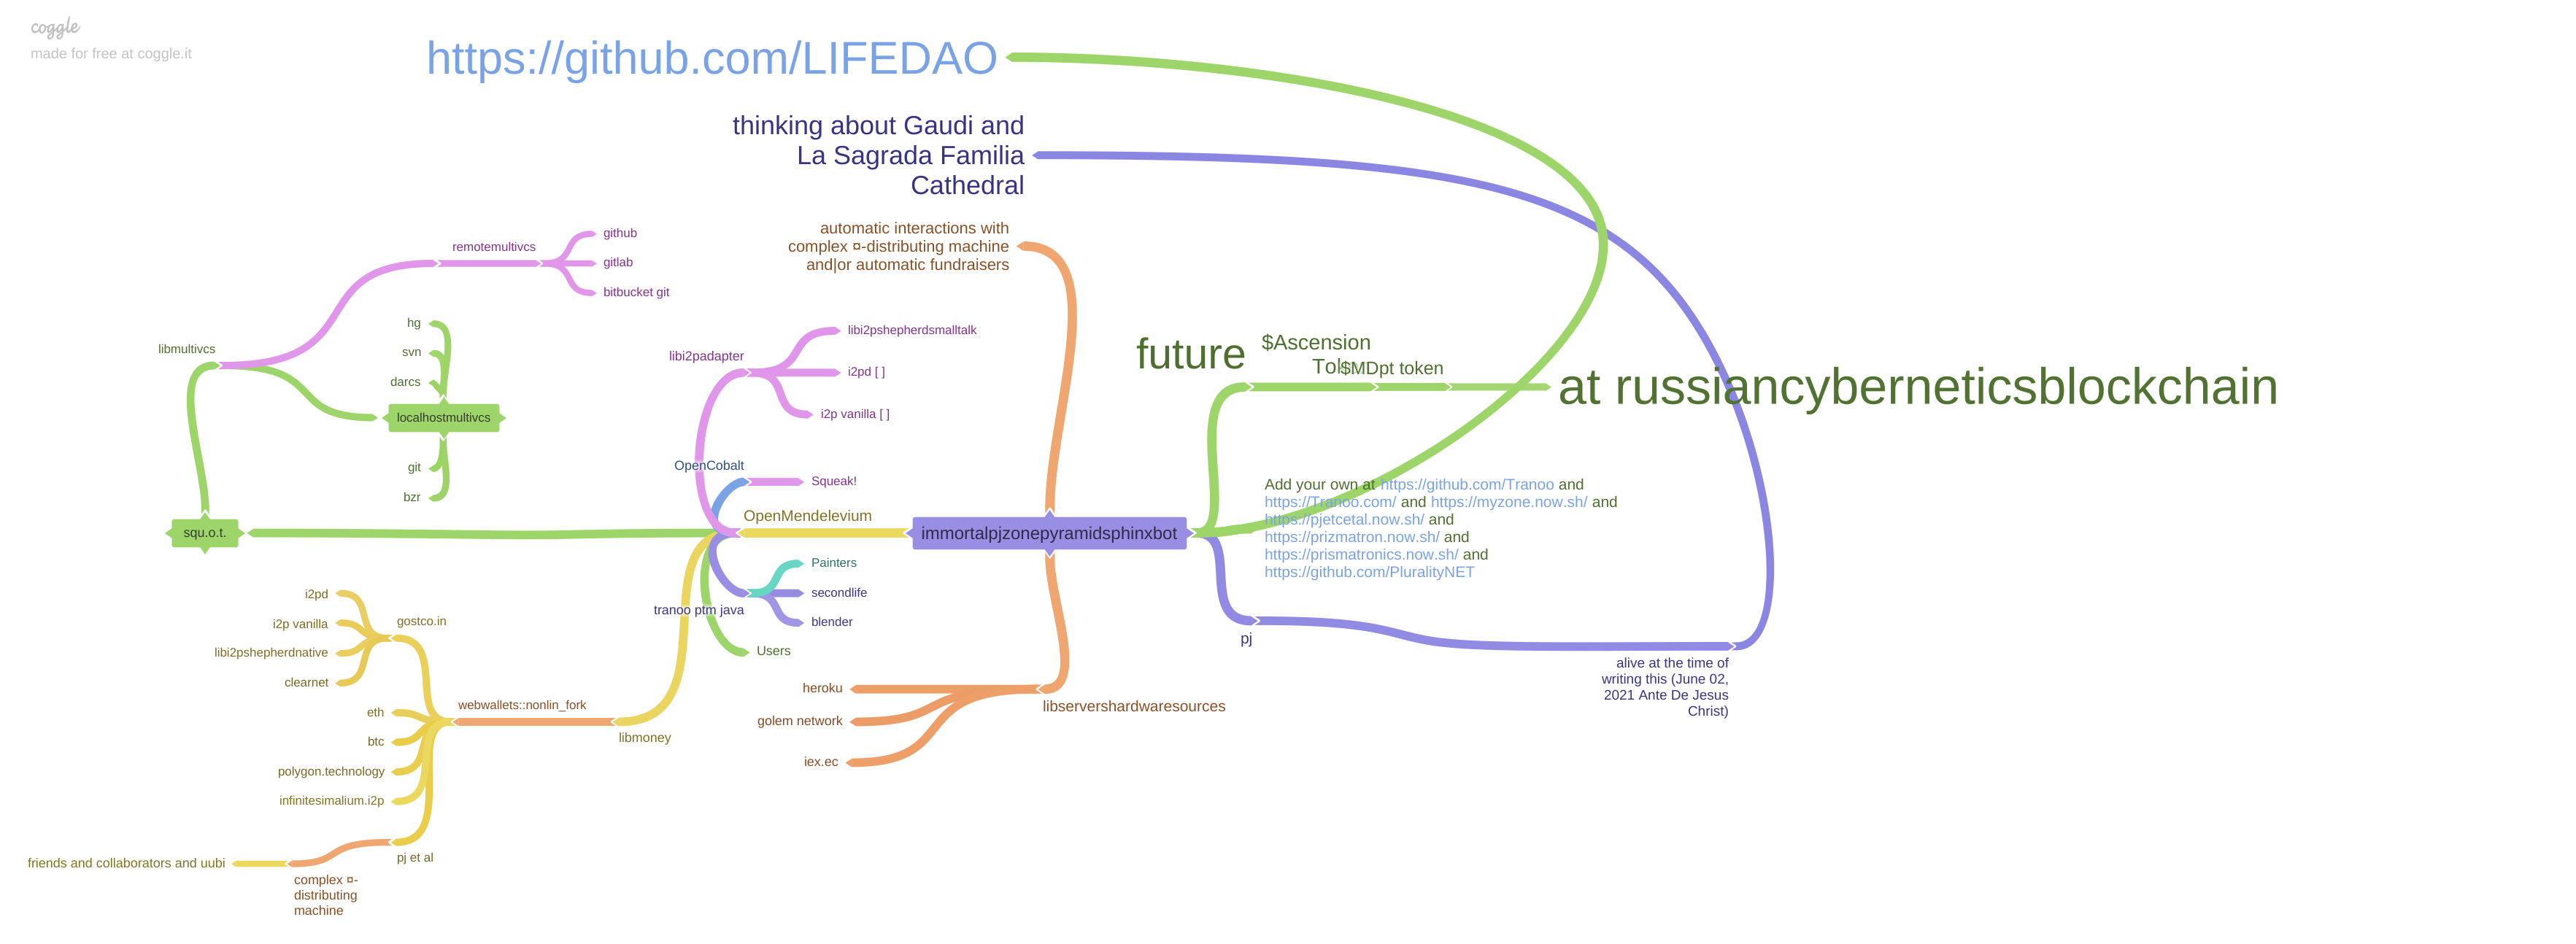 coggle
made for free at coggle.it
https://github.com/LIFEDAO
thinking about Gaudi and
La Sagrada Familia
Cathedral
automatic interactions with
complex ¤-distributing machine
and|or automatic fundraisers
remotemultivcs
github
gitlab
bitbucket git
libmultivcs
hg
svn
darcs
localhostmultivcs
git
bzr
squ.o.t.
libi2padapter
libi2pshepherdsmalltalk
i2pd [ ]
i2p vanilla [ ]
OpenCobalt
Squeak!
OpenMendelevium
immortalpjzonepyramidsphinxbot
Painters
tranoo ptm java
secondlife
blender
Users
future
$Ascension
$MDpt token
at russiancyberneticsblockchain
Add your own at https://github.com/Tranoo and
https://Tranoo.com/ and https://myzone.now.sh/ and
https://pjetcetal.now.sh/ and
https://prizmatron.now.sh/ and
https://prismatronics.now.sh/ and
https://github.com/PluralityNET
pj
alive at the time of
writing this (June 02,
2021 Ante De Jesus
Christ)
heroku
golem network
iex.ec
libservershardwaresources
i2pd
i2p vanilla
libi2pshepherdnative
clearnet
gostco.in
eth
btc
polygon.technology
infinitesimalium.i2p
webwallets::nonlin_fork
libmoney
pj et al
friends and collaborators and uubi
complex ¤-
distributing
machine